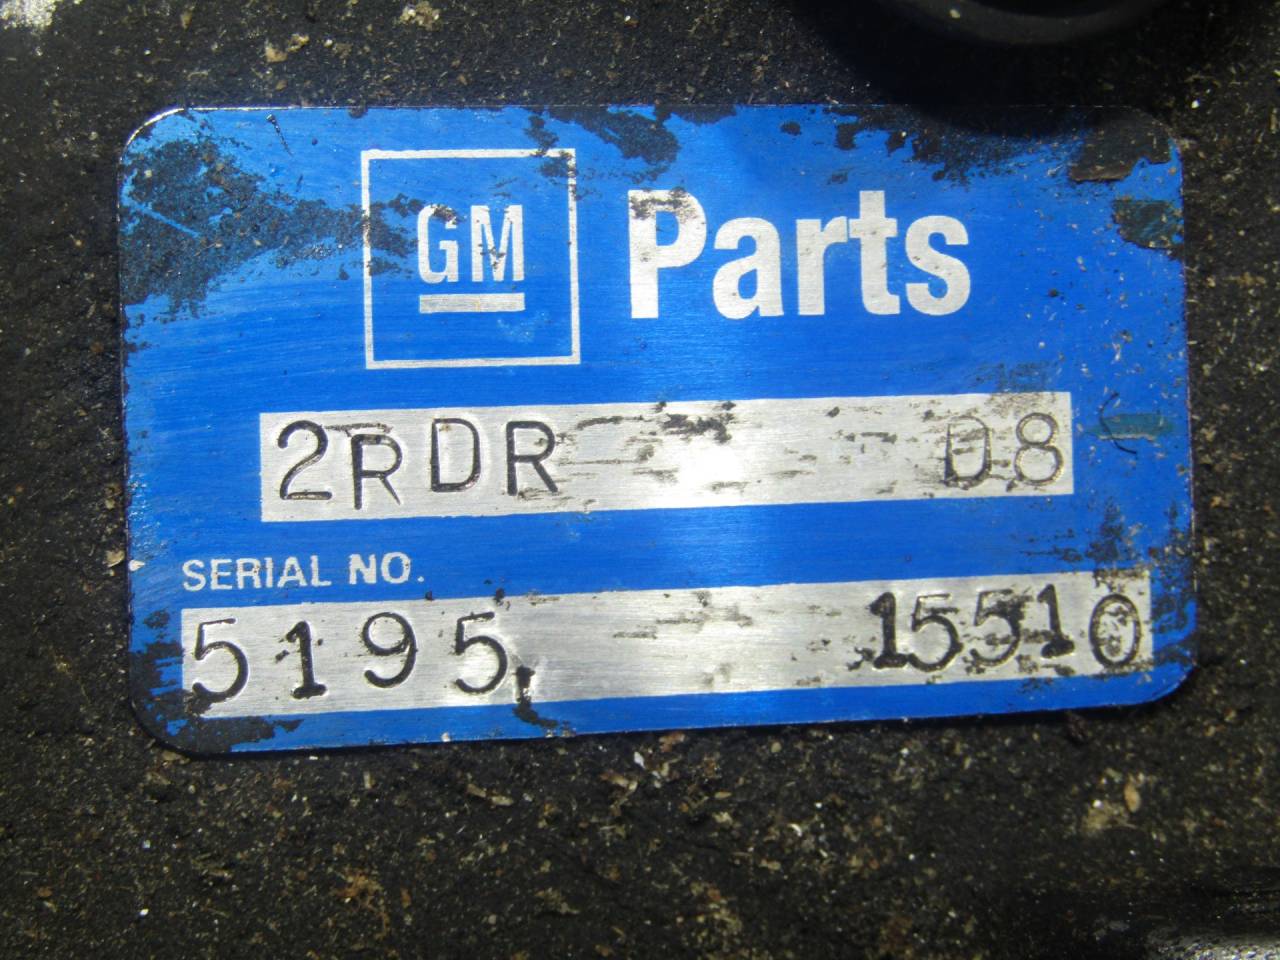 GM Parts
2RDR D8
SERIAL NO.
5195 15510